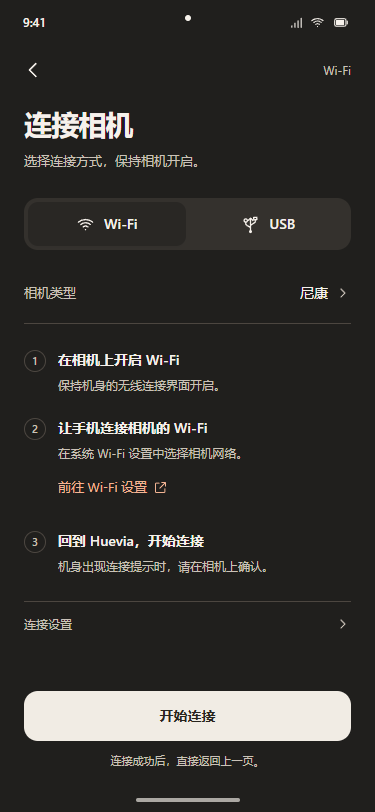 9:41
Wi-Fi
连接相机
选择连接方式，保持相机开启。
Wi-Fi
USB
相机类型
尼康
1
在相机上开启 Wi-Fi
保持机身的无线连接界面开启。
2
让手机连接相机的 Wi-Fi
在系统 Wi-Fi 设置中选择相机网络。
前往 Wi-Fi 设置
3
回到 Huevia，开始连接
机身出现连接提示时，请在相机上确认。
连接设置
开始连接
连接成功后，直接返回上一页。